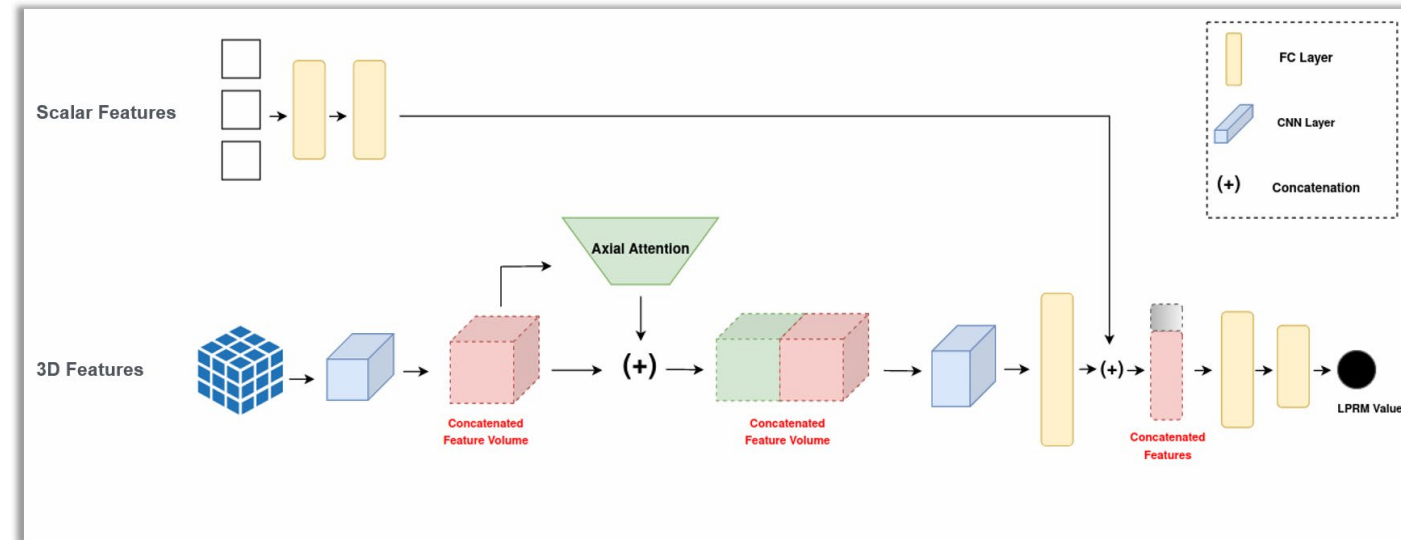 Scalar Features
FC Layer
CNN Layer
(+) Concatenation
Axial Attention
3D Features
(+)
(+)
Concatenated
Feature Volume
Concatenated
Feature Volume
Concatenated
Features
LPRM Value